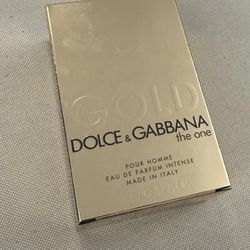 GOLD
DOLCE & GABBANA
the one
POUR HOMME
EAU DE PARFUM INTENSE
MADE IN ITALY